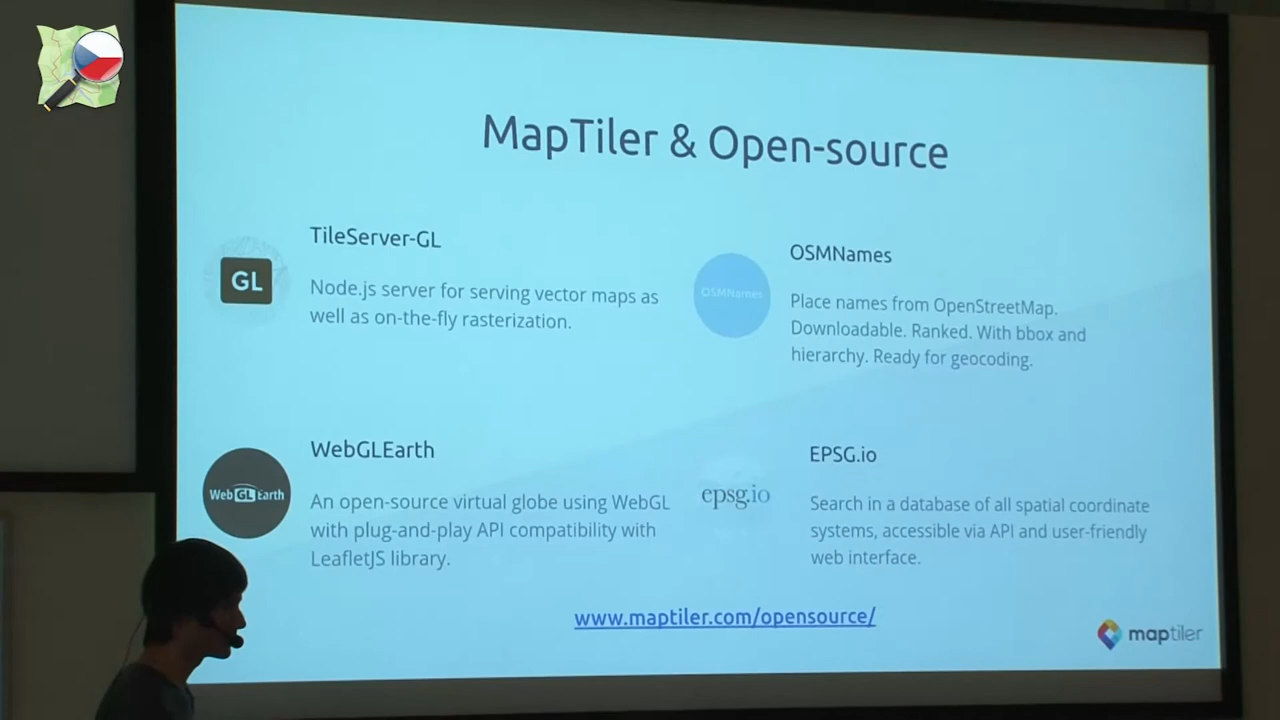 MapTiler & Open-source
TileServer-GL
GL
Node.js server for serving vector maps as
well as on-the-fly rasterization.
OSMNames
OSMNames
Place names from OpenStreetMap.
Downloadable. Ranked. With bbox and
hierarchy. Ready for geocoding.
WebGLEarth
Web GL Earth
An open-source virtual globe using WebGL
with plug-and-play API compatibility with
LeafletJS library.
EPSG.io
epsg.io
Search in a database of all spatial coordinate
systems, accessible via API and user-friendly
web interface.
www.maptiler.com/opensource/
maptiler